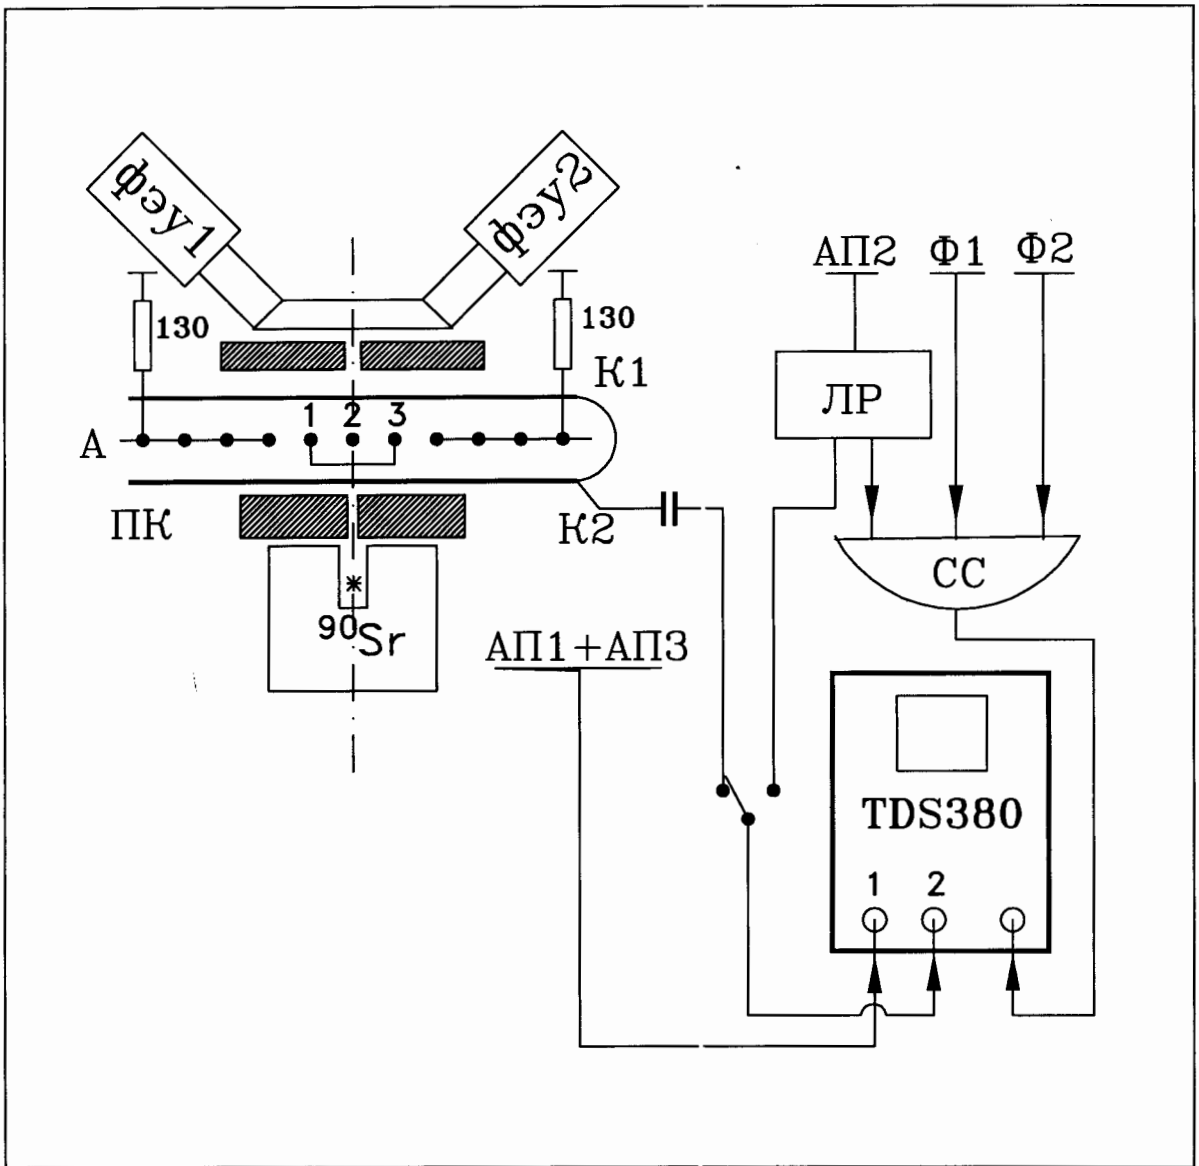 фэу1
фэу2
АП2 Ф1 Ф2
130
130
К1
ЛР
1 2 3
А
ПК
К2
СС
90Sr
АП1+АП3
TDS380
1 2